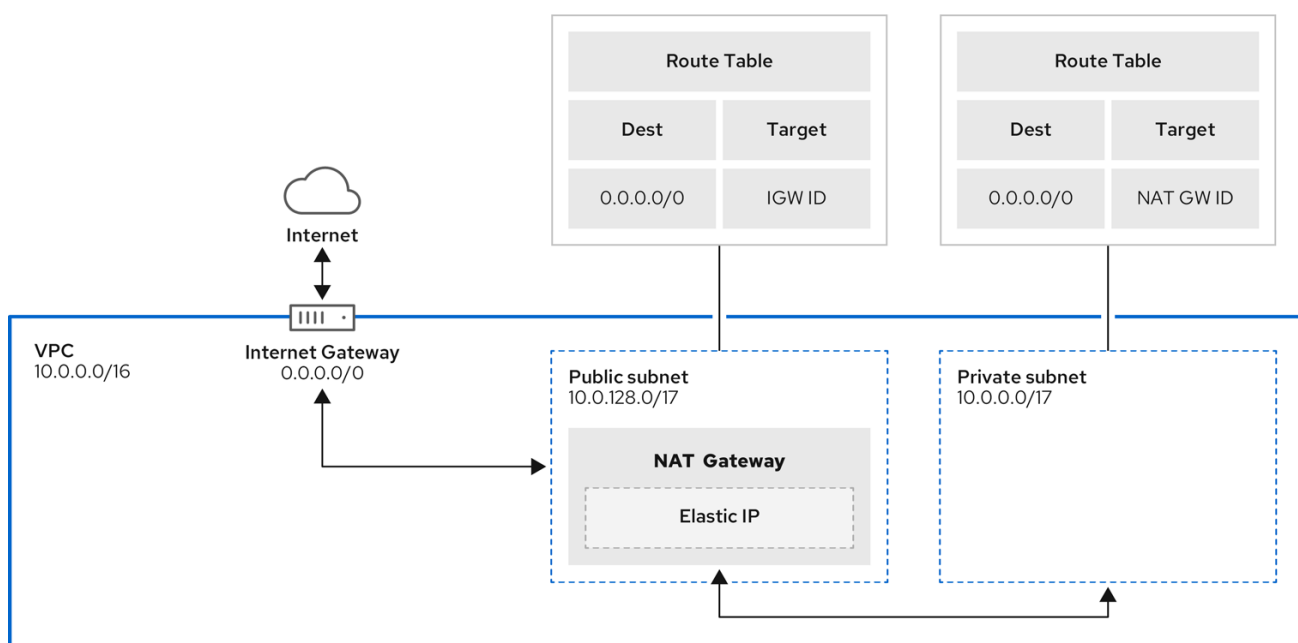 Route Table
Dest
Target
0.0.0.0/0
IGW ID
Route Table
Dest
Target
0.0.0.0/0
NAT GW ID
Internet
VPC
10.0.0.0/16
Internet Gateway
0.0.0.0/0
Public subnet
10.0.128.0/17
NAT Gateway
Elastic IP
Private subnet
10.0.0.0/17